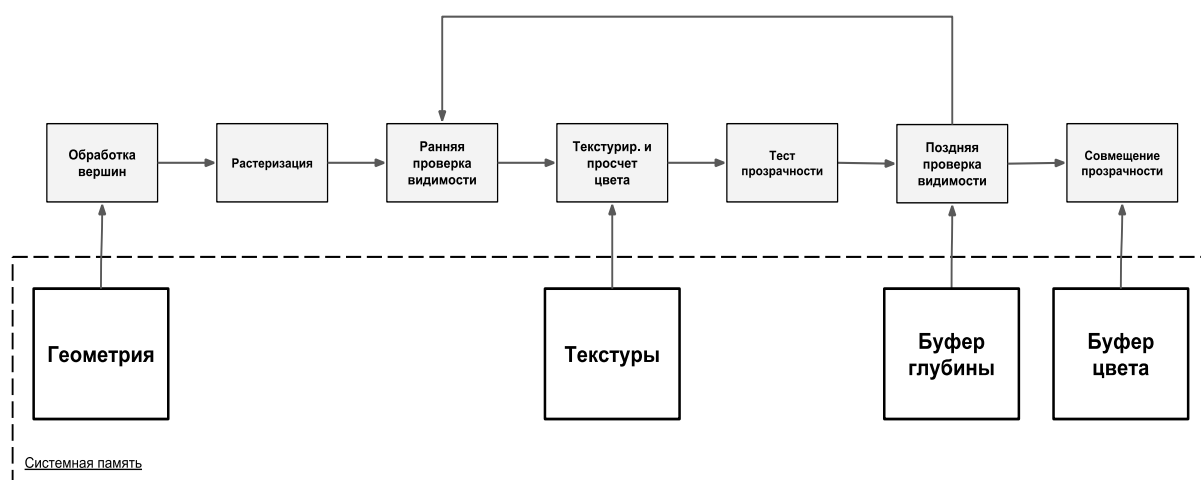 Обработка
вершин
Растеризация
Ранняя
проверка
видимости
Текстурир. и
просчет
цвета
Тест
прозрачности
Поздняя
проверка
видимости
Совмещение
прозрачности
Геометрия
Текстуры
Буфер
глубины
Буфер
цвета
Системная память